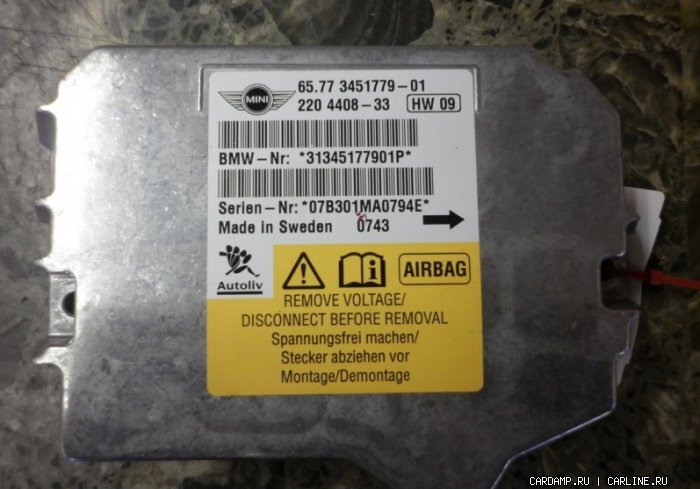 MINI
65.77 3451779-01
220 4408-33 HW 09
BMW-Nr: *31345177901P*
Serien-Nr: *07B301MA0794E*
Made in Sweden 0743
Autoliv
AIRBAG
REMOVE VOLTAGE/
DISCONNECT BEFORE REMOVAL
Spannungsfrei machen/
Stecker abziehen vor
Montage/Demontage
CARDAMP.RU | CARLINE.RU